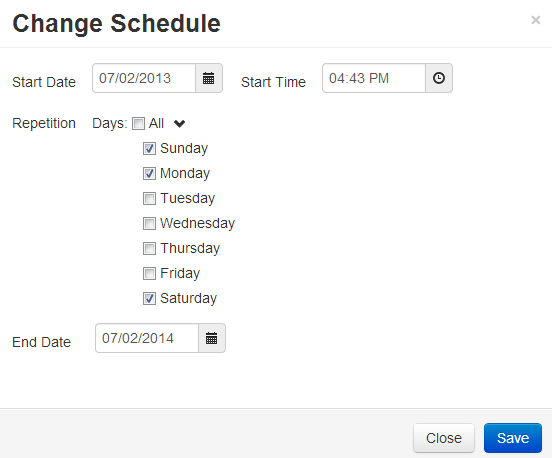 Change Schedule ×
Start Date 07/02/2013 Start Time 04:43 PM
Repetition Days: All
Sunday
Monday
Tuesday
Wednesday
Thursday
Friday
Saturday
End Date 07/02/2014
Close Save